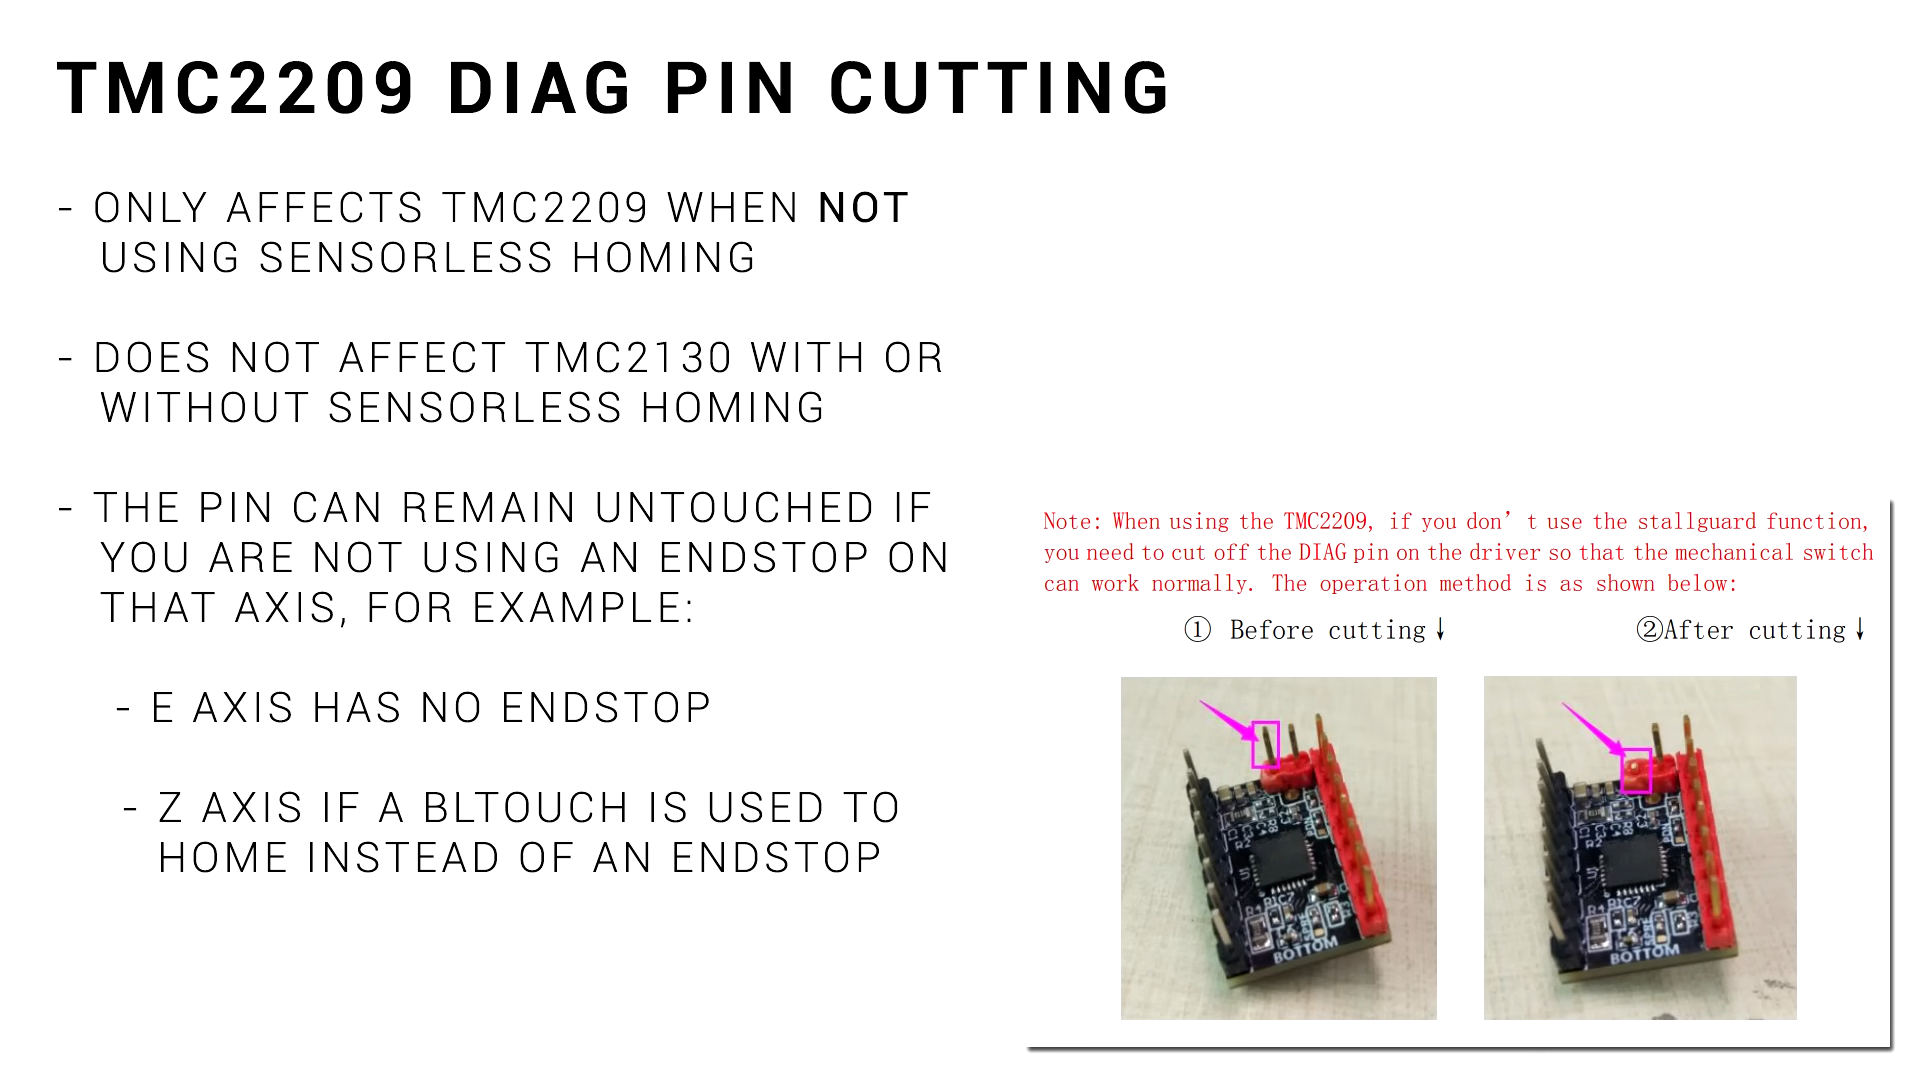 TMC2209 DIAG PIN CUTTING
- ONLY AFFECTS TMC2209 WHEN NOT
USING SENSORLESS HOMING
- DOES NOT AFFECT TMC2130 WITH OR
WITHOUT SENSORLESS HOMING
- THE PIN CAN REMAIN UNTOUCHED IF
YOU ARE NOT USING AN ENDSTOP ON
THAT AXIS, FOR EXAMPLE:
- E AXIS HAS NO ENDSTOP
- Z AXIS IF A BLTOUCH IS USED TO
HOME INSTEAD OF AN ENDSTOP
Note: When using the TMC2209, if you don’t use the stallguard function,
you need to cut off the DIAG pin on the driver so that the mechanical switch
can work normally. The operation method is as shown below:
① Before cutting↓
②After cutting↓
BOTTOM
BOTTOM